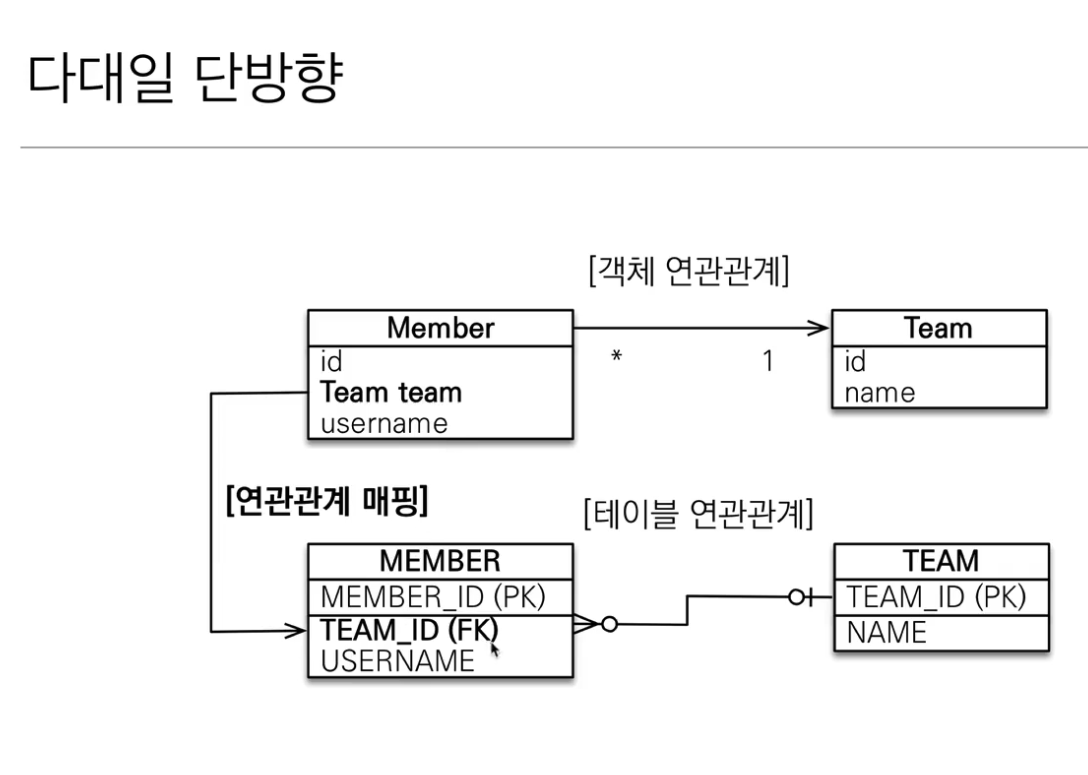 다대일 단방향
[객체 연관관계]
Member
id
Team team
username
* 1
Team
id
name
[연관관계 매핑]
[테이블 연관관계]
MEMBER
MEMBER_ID (PK)
TEAM_ID (FK)
USERNAME
TEAM
TEAM_ID (PK)
NAME